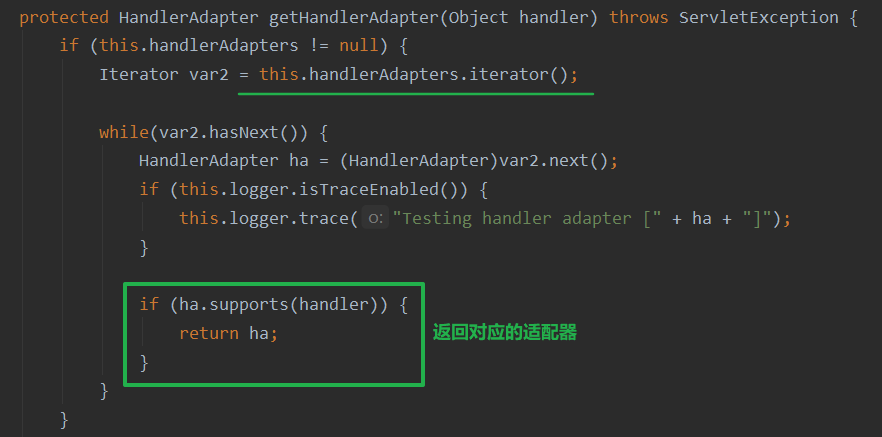 protected HandlerAdapter getHandlerAdapter(Object handler) throws ServletException {
    if (this.handlerAdapters != null) {
        Iterator var2 = this.handlerAdapters.iterator();
        while(var2.hasNext()) {
            HandlerAdapter ha = (HandlerAdapter)var2.next();
            if (this.logger.isTraceEnabled()) {
                this.logger.trace( o: "Testing handler adapter [" + ha + "]");
            }
            if (ha.supports(handler)) {
                return ha; 返回对应的适配器
            }
        }
    }